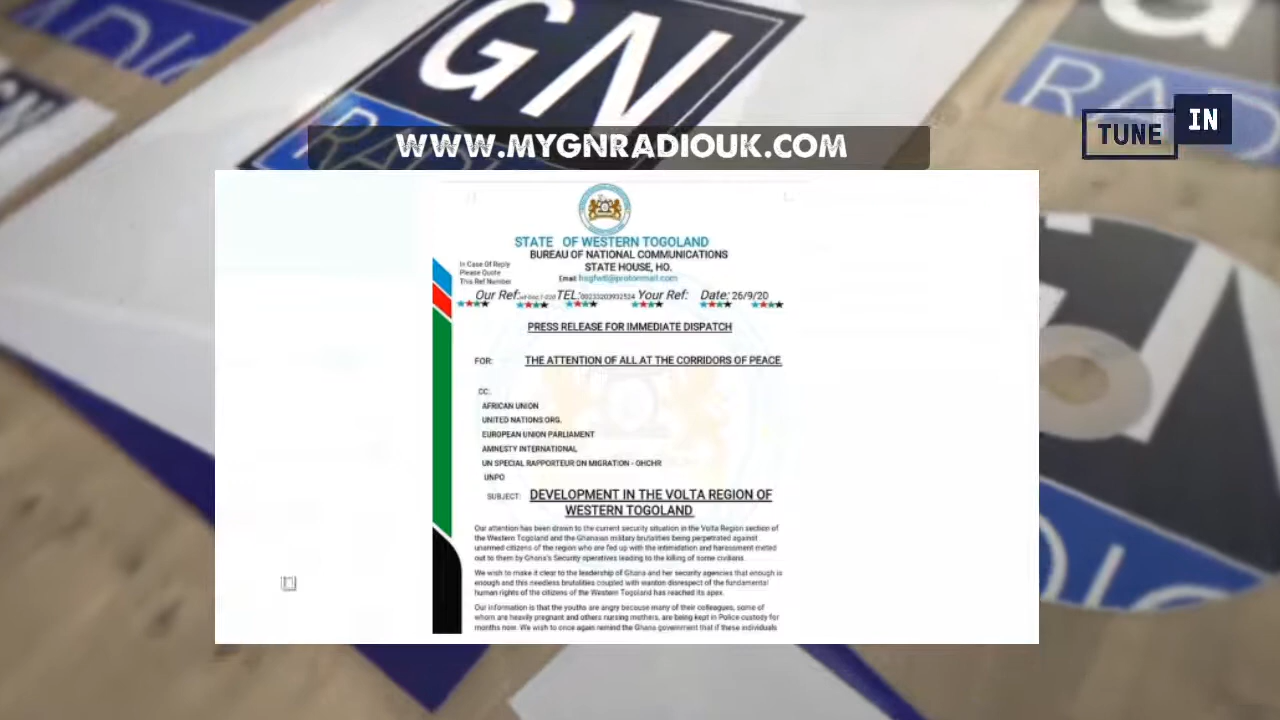 GN
RADIO
WWW.MYGNRADIOUK.COM
TUNE IN
STATE OF WESTERN TOGOLAND
BUREAU OF NATIONAL COMMUNICATIONS
STATE HOUSE, HO.
In Case Of Reply
Please Quote
This Ref Number
Email: hsgfwtl@protonmail.com
Our Ref: TEL:00233203932524 Your Ref: Date: 26/9/20
PRESS RELEASE FOR IMMEDIATE DISPATCH
FOR: THE ATTENTION OF ALL AT THE CORRIDORS OF PEACE.
CC:
AFRICAN UNION
UNITED NATIONS ORG.
EUROPEAN UNION PARLIAMENT
AMNESTY INTERNATIONAL
UN SPECIAL RAPPORTEUR ON MIGRATION - OHCHR
UNPO
SUBJECT: DEVELOPMENT IN THE VOLTA REGION OF
WESTERN TOGOLAND
Our attention has been drawn to the current security situation in the Volta Region section of
the Western Togoland and the Ghanaian military brutalities being perpetrated against
unarmed citizens of the region who are fed up with the intimidation and harassment meted
out to them by Ghana's Security operatives leading to the killing of some civilians.
We wish to make it clear to the leadership of Ghana and her security agencies that enough is
enough and this needless brutalities coupled with wanton disrespect of the fundamental
human rights of the citizens of the Western Togoland has reached its apex.
Our information is that the youths are angry because many of their colleagues, some of
whom are heavily pregnant and others nursing mothers, are being kept in Police custody for
months now. We wish to once again remind the Ghana government that if these individuals